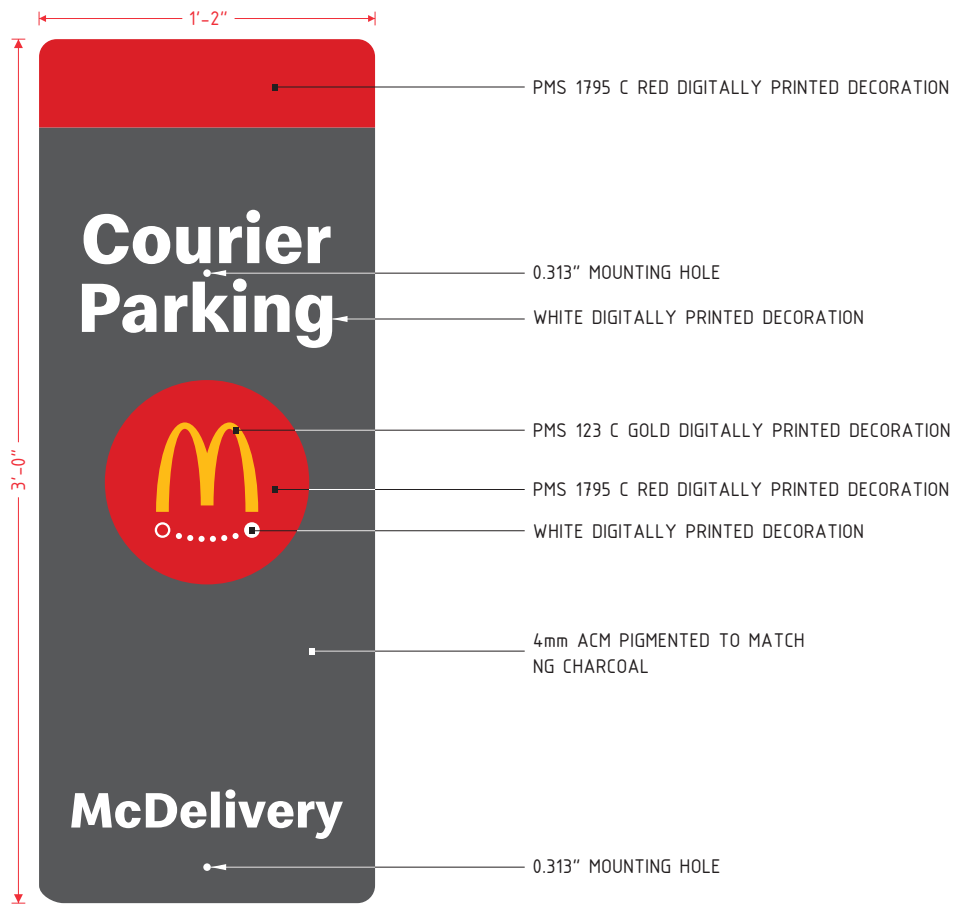 1'-2"
PMS 1795 C RED DIGITALLY PRINTED DECORATION
Courier
0.313" MOUNTING HOLE
Parking
WHITE DIGITALLY PRINTED DECORATION
PMS 123 C GOLD DIGITALLY PRINTED DECORATION
3'-0"
PMS 1795 C RED DIGITALLY PRINTED DECORATION
WHITE DIGITALLY PRINTED DECORATION
4mm ACM PIGMENTED TO MATCH
NG CHARCOAL
McDelivery
0.313" MOUNTING HOLE